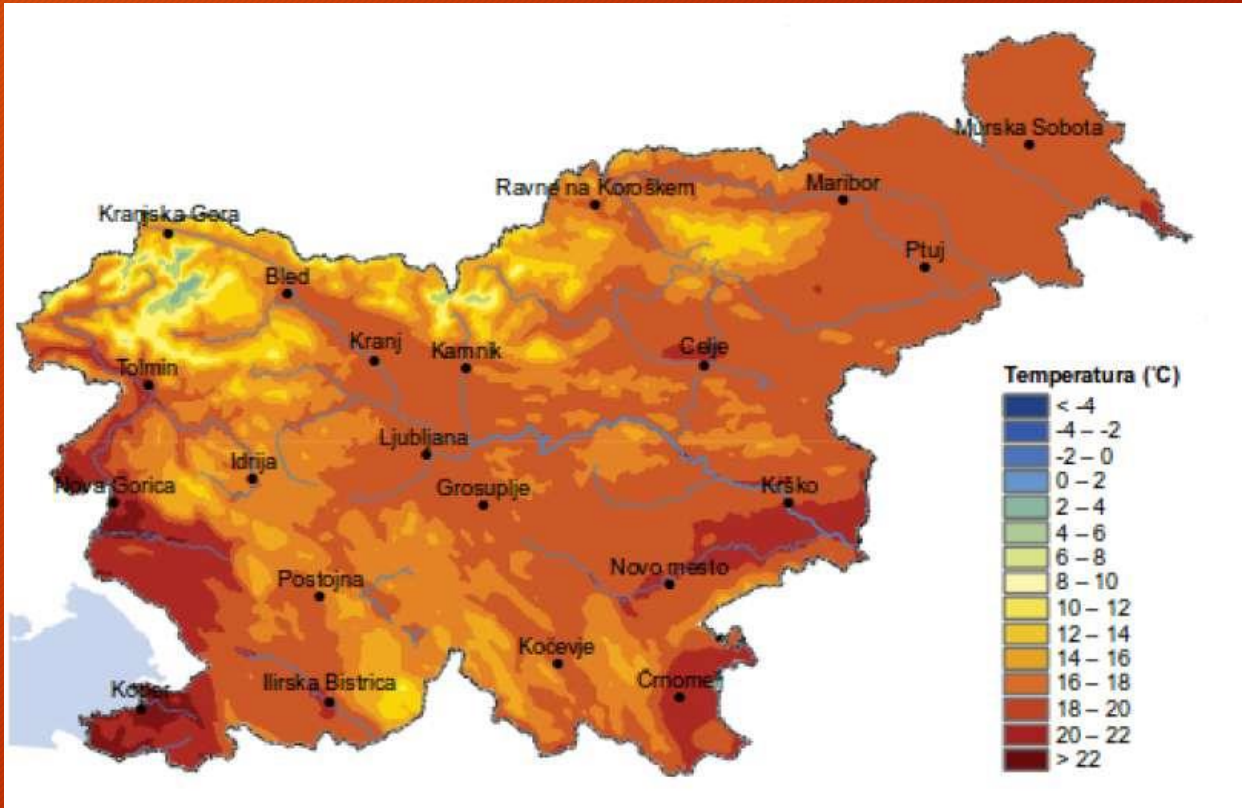 Murska Sobota
Ravne na Koroškem
Maribor
Kranjska Gora
Ptuj
Bled
Kranj
Kamnik
Celje
Tolmin
Ljubljana
Idrija
Nova Gorica
Grosuplje
Krško
Postojna
Novo mesto
Kočevje
Koper
Ilirska Bistrica
Črnomelj
Temperatura (°C)
< -4
-4 – -2
-2 – 0
0 – 2
2 – 4
4 – 6
6 – 8
8 – 10
10 – 12
12 – 14
14 – 16
16 – 18
18 – 20
20 – 22
> 22